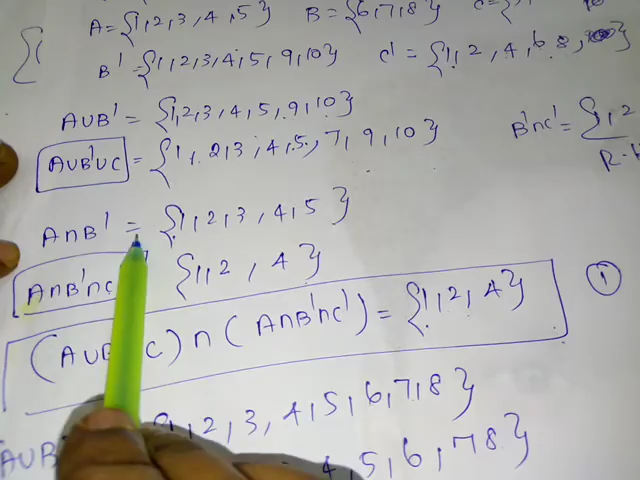 A = {1,2,3,4,5} B = {6,7,8} C = {
B' = {1,2,3,4,5,9,10} C' = {1,2,4,6,8,
A∪B' = {1,2,3,4,5,9,10}
A∪B'∪C = {1,2,3,4,5,7,9,10} B'∩C' = {1,2
A∩B' = {1,2,3,4,5}
A∩B'∩C {1,2,4}
(A∪B C) ∩ (A∩B'∩C') = {1,2,4} ①
{1,2,3,4,5,6,7,8}
A∪B 4,5,6,7,8}